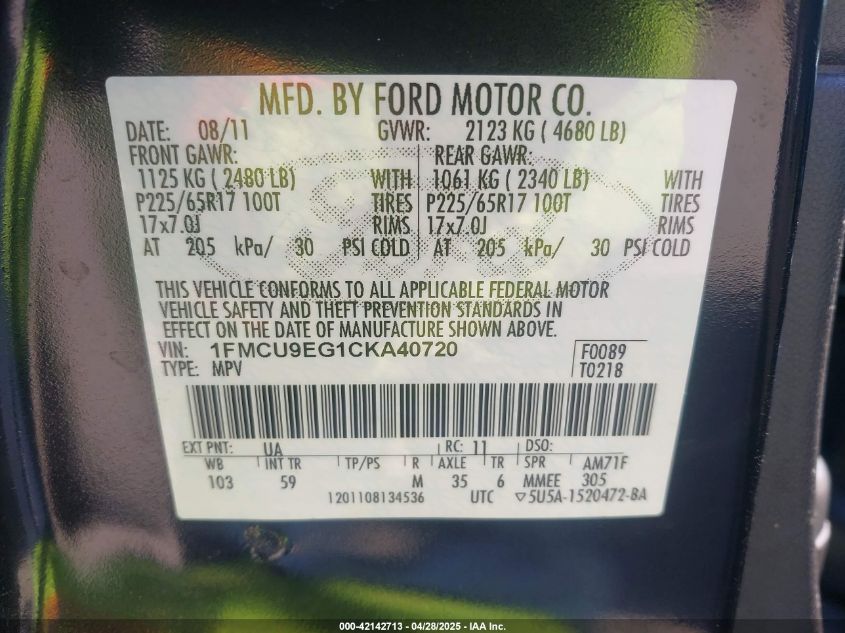 MFD. BY FORD MOTOR CO.
DATE: 08/11 GVWR: 2123 KG ( 4680 LB)
FRONT GAWR: REAR GAWR:
1125 KG ( 2480 LB) WITH 1061 KG ( 2340 LB) WITH
P225/65R17 100T TIRES P225/65R17 100T TIRES
17x7.0J RIMS 17x7.0J RIMS
AT 205 kPa/ 30 PSI COLD AT 205 kPa/ 30 PSI COLD
THIS VEHICLE CONFORMS TO ALL APPLICABLE FEDERAL MOTOR
VEHICLE SAFETY AND THEFT PREVENTION STANDARDS IN
EFFECT ON THE DATE OF MANUFACTURE SHOWN ABOVE.
VIN: 1FMCU9EG1CKA40720 F0089
TYPE: MPV T0218
EXT PNT: UA RC: 11 DSO:
WB INT TR TP/PS R AXLE TR SPR AM71F
103 59 M 35 6 MMEE 305
1201108134536 UTC ▽5U5A-1520472-BA
000-42142713 - 04/28/2025 - IAA Inc.